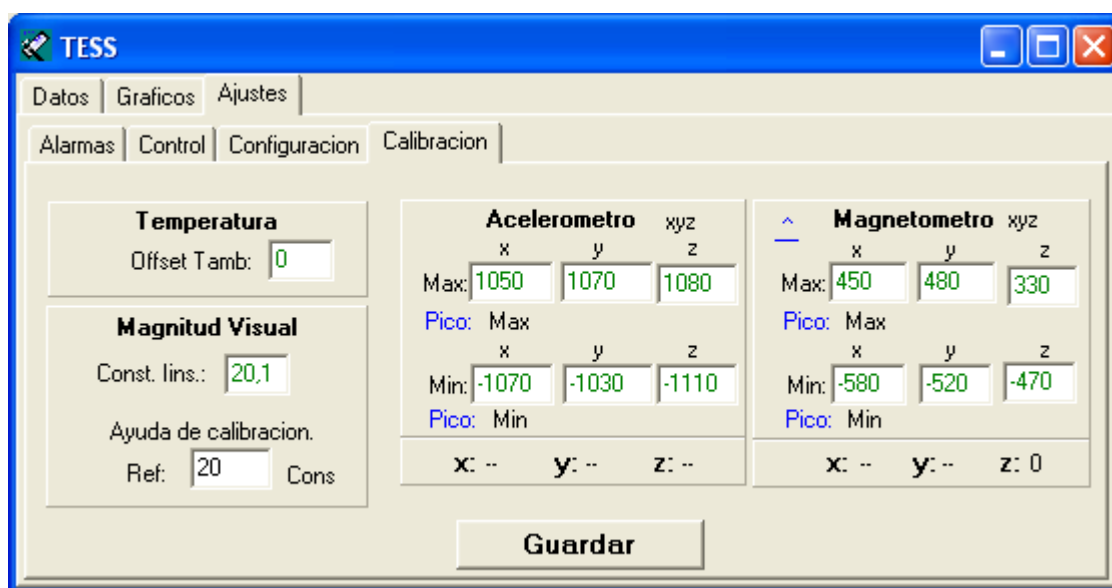 TESS
Datos Graficos Ajustes
Alarmas Control Configuracion Calibracion
Temperatura
Offset Tamb: 0
Magnitud Visual
Const. lins.: 20,1
Ayuda de calibracion.
Ref: 20 Cons
Acelerometro xyz
x y z
Max: 1050 1070 1080
Pico: Max
x y z
Min: -1070 -1030 -1110
Pico: Min
x: -- y: -- z: --
^ Magnetometro xyz
x y z
Max: 450 480 330
Pico: Max
x y z
Min: -580 -520 -470
Pico: Min
x: -- y: -- z: 0
Guardar